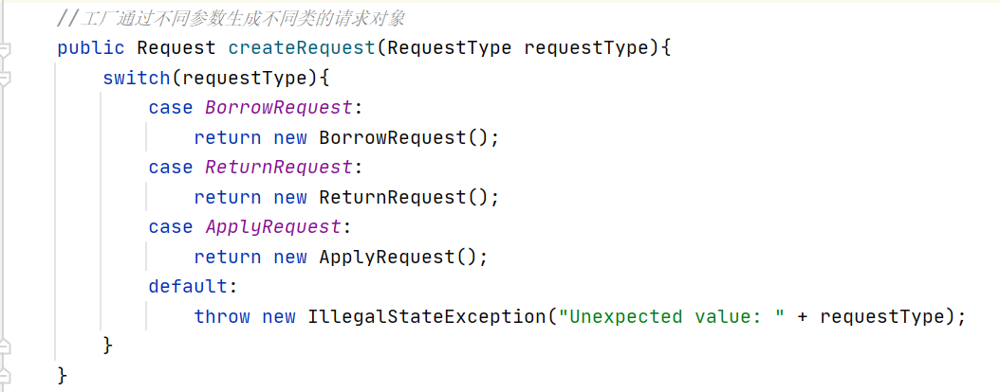 //工厂通过不同参数生成不同类的请求对象
public Request createRequest(RequestType requestType){
    switch(requestType){
        case BorrowRequest:
            return new BorrowRequest();
        case ReturnRequest:
            return new ReturnRequest();
        case ApplyRequest:
            return new ApplyRequest();
        default:
            throw new IllegalStateException("Unexpected value: " + requestType);
    }
}